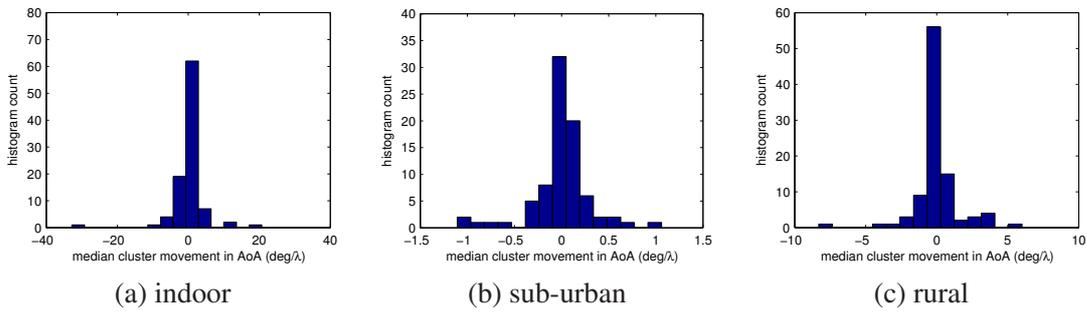 80
70
60
50
40
30
20
10
0
histogram count
−40 −20 0 20 40
median cluster movement in AoA (deg/λ)
(a) indoor
40
35
30
25
20
15
10
5
0
histogram count
−1.5 −1 −0.5 0 0.5 1 1.5
median cluster movement in AoA (deg/λ)
(b) sub-urban
60
50
40
30
20
10
0
histogram count
−10 −5 0 5 10
median cluster movement in AoA (deg/λ)
(c) rural